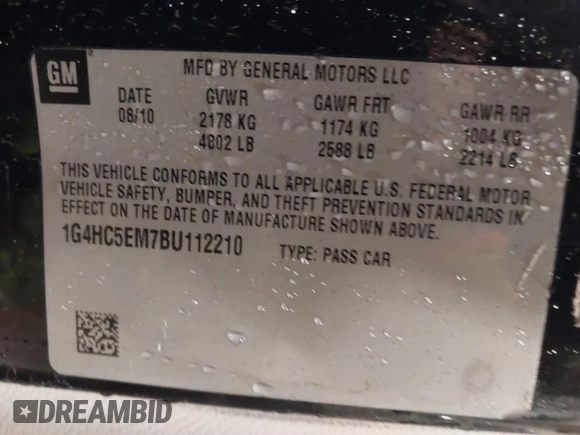 GM
MFD BY GENERAL MOTORS LLC
DATE GVWR GAWR FRT GAWR RR
08/10 2178 KG 1174 KG 1004 KG
4802 LB 2588 LB 2214 LB
THIS VEHICLE CONFORMS TO ALL APPLICABLE U.S. FEDERAL MOTOR
VEHICLE SAFETY, BUMPER, AND THEFT PREVENTION STANDARDS IN
EFFECT ON THE DATE OF MANUFACTURE SHOWN ABOVE.
1G4HC5EM7BU112210 TYPE: PASS CAR
DREAMBID